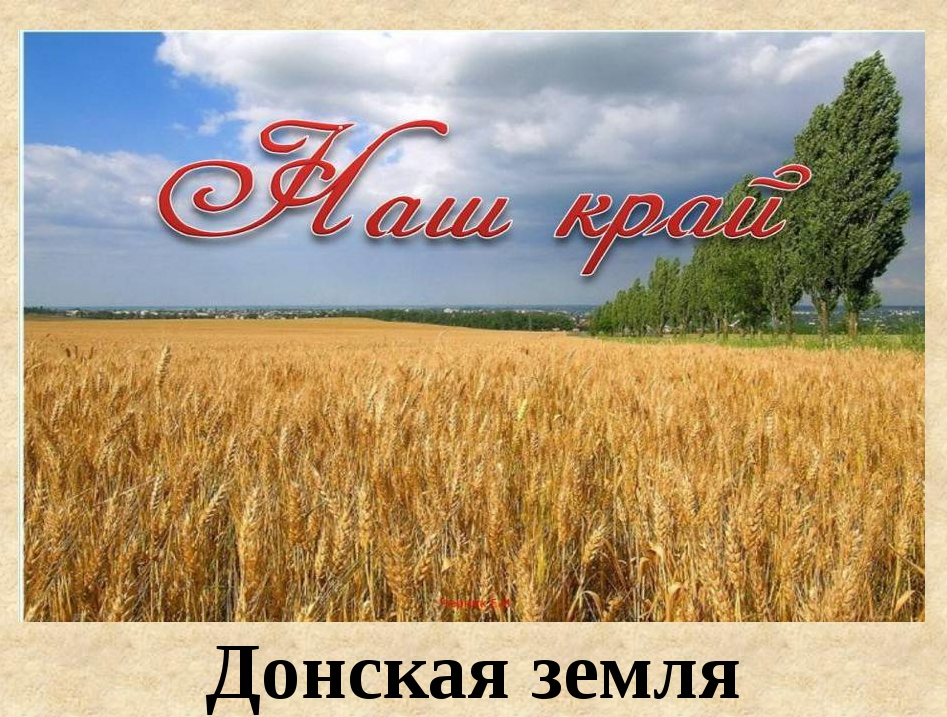 Наш край
Донская земля